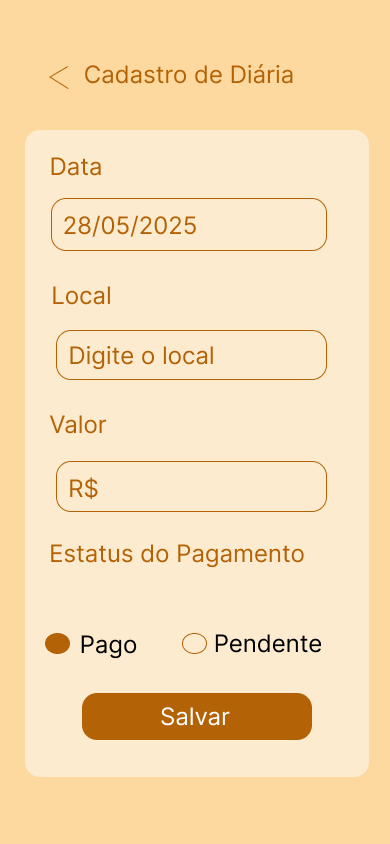 Cadastro de Diária
Data
28/05/2025
Local
Digite o local
Valor
R$
Estatus do Pagamento
Pago Pendente
Salvar